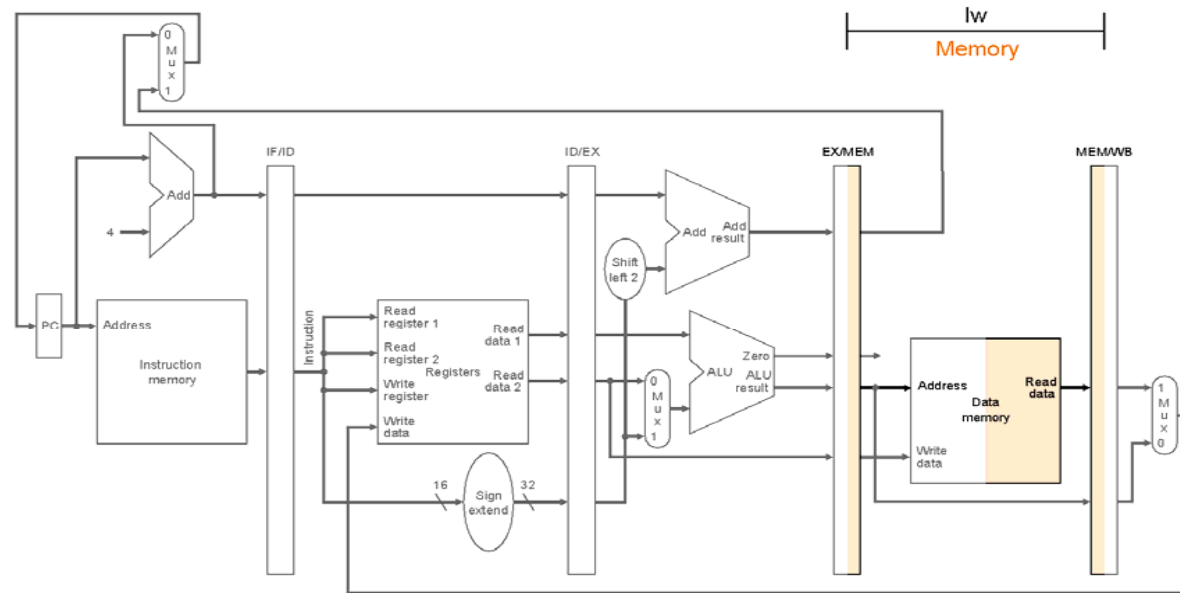 lw
Memory
0
M
u
x
1
IF/ID
ID/EX
EX/MEM
MEM/WB
Add
4
Add
Add
result
Shift
left 2
PC
Address
Instruction
memory
Instruction
Read
register 1
Read
register 2
Write
register
Write
data
Registers
Read
data 1
Read
data 2
0
M
u
x
1
Zero
ALU
ALU
result
Address
Read
data
Data
memory
Write
data
1
M
u
x
0
16
Sign
extend
32